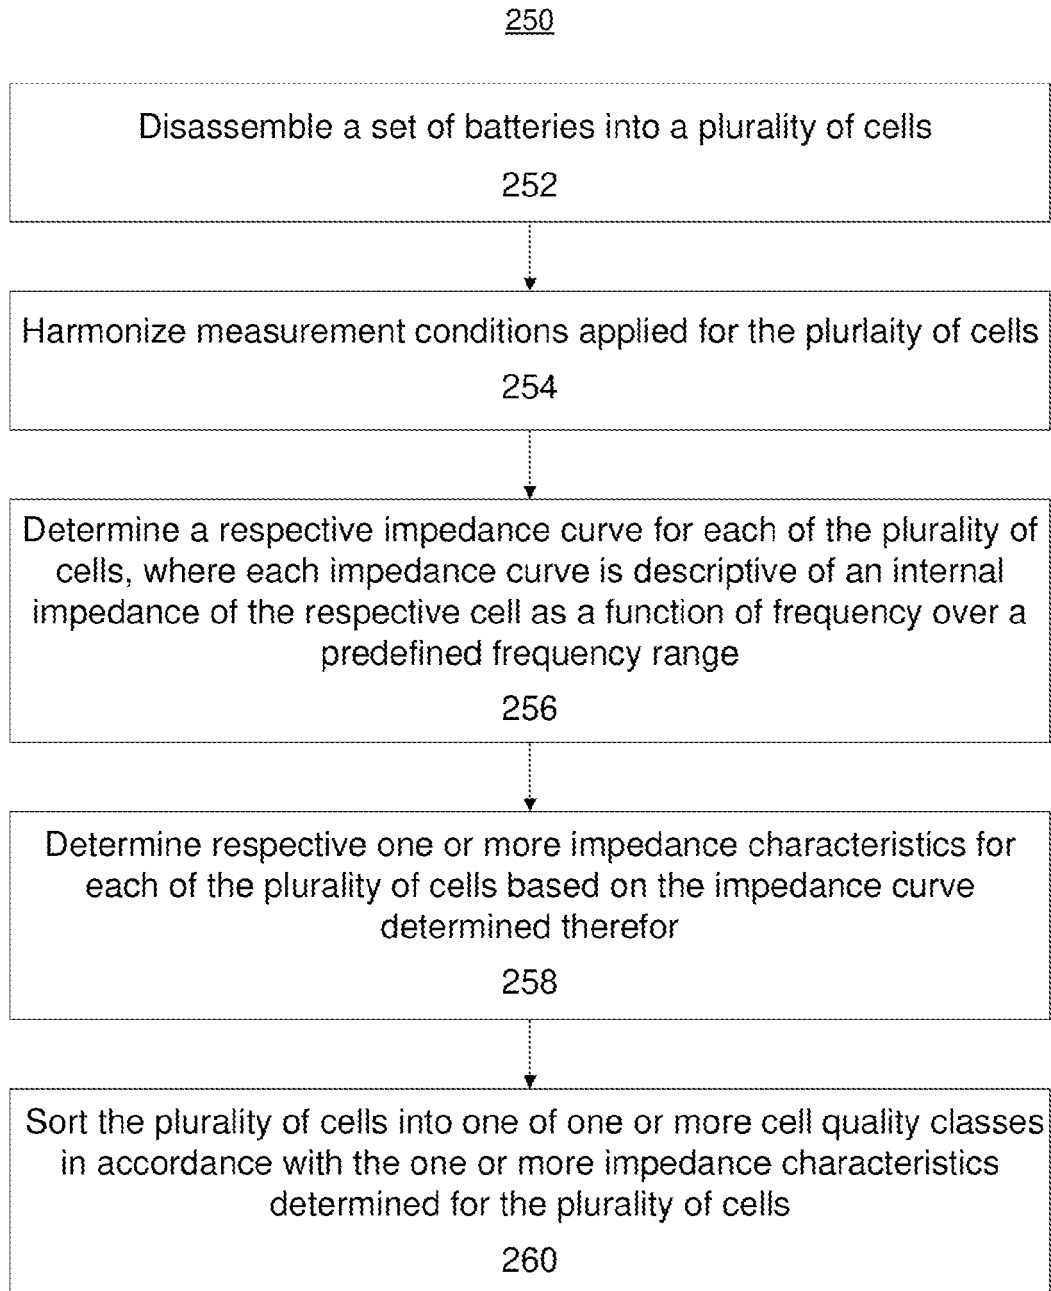 250
Disassemble a set of batteries into a plurality of cells
252
Harmonize measurement conditions applied for the plurlaity of cells
254
Determine a respective impedance curve for each of the plurality of
cells, where each impedance curve is descriptive of an internal
impedance of the respective cell as a function of frequency over a
predefined frequency range
256
Determine respective one or more impedance characteristics for
each of the plurality of cells based on the impedance curve
determined therefor
258
Sort the plurality of cells into one of one or more cell quality classes
in accordance with the one or more impedance characteristics
determined for the plurality of cells
260